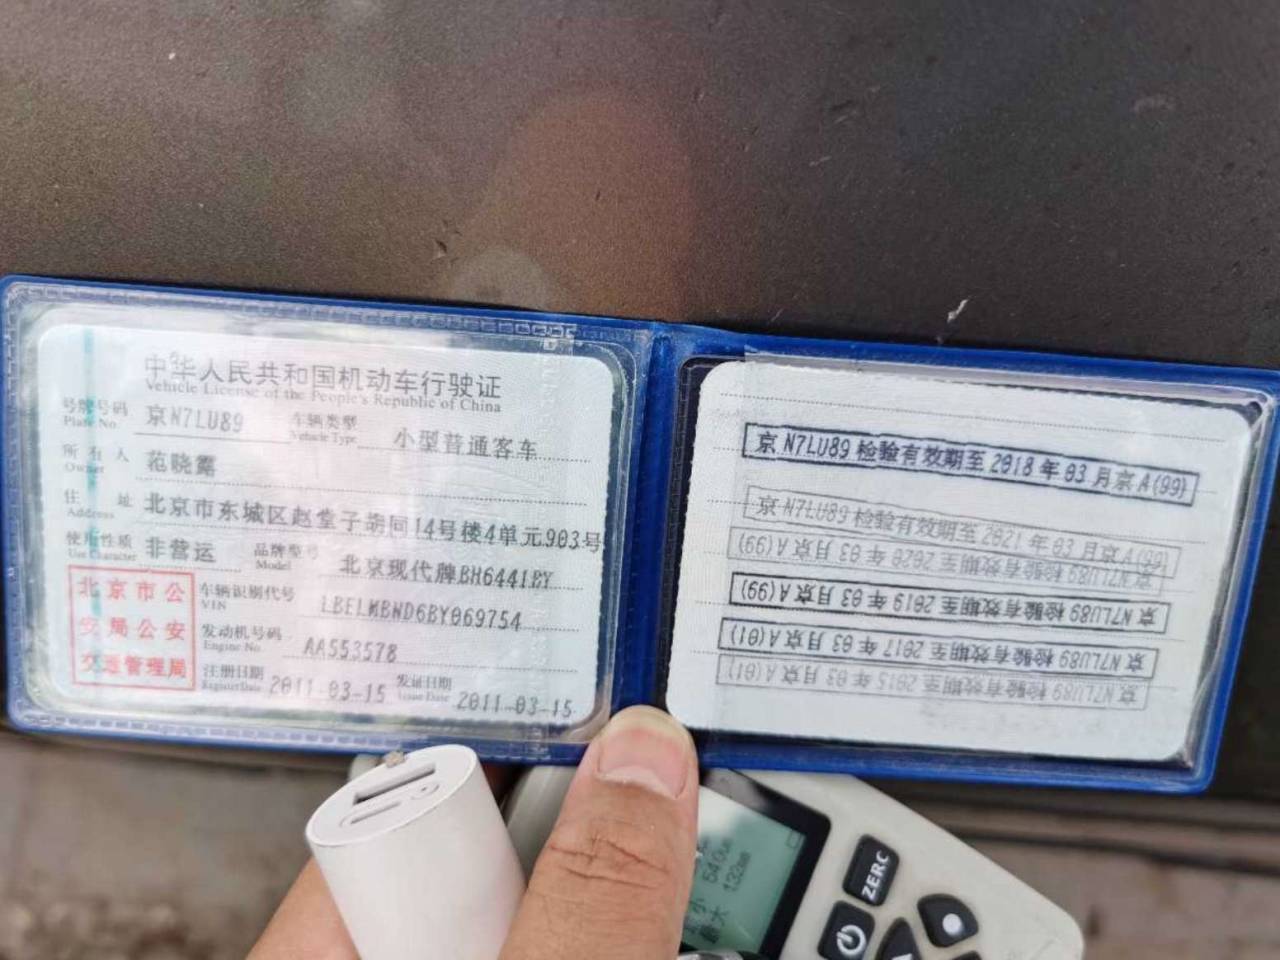 中华人民共和国机动车行驶证
Vehicle License of the People's Republic of China
号牌号码 京N7LU89 车辆类型 小型普通客车
Plate No. Vehicle Type
所有人 范晓露
Owner
住址 北京市东城区赵堂子胡同14号楼4单元903号
Address
使用性质 非营运 品牌型号 北京现代牌BH6441BY
Use Character Model
北京市公
安局公安
交通管理局
车辆识别代号 LBELMBND6BY069754
VIN
发动机号码 AA553578
Engine No.
注册日期 2011-03-15 发证日期 2011-03-15
Register Date Issue Date
京N7LU89检验有效期至2018年03月京A(99)
京N7LU89检验有效期至2021年03月京A(99)
京N7LU89检验有效期至2020年03月京A(99)
京N7LU89检验有效期至2019年03月京A(99)
京N7LU89检验有效期至2017年03月京A(01)
京N7LU89检验有效期至2015年03月京A(01)
ZERO